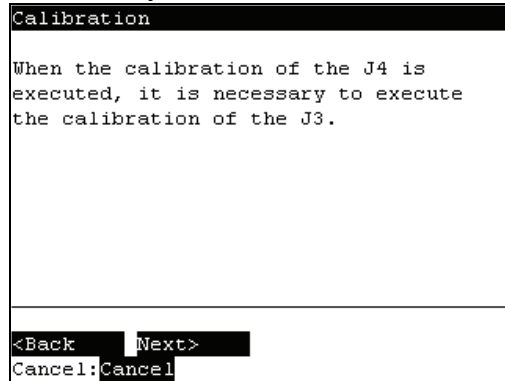 Calibration
When the calibration of the J4 is
executed, it is necessary to execute
the calibration of the J3.
<Back Next>
Cancel:Cancel